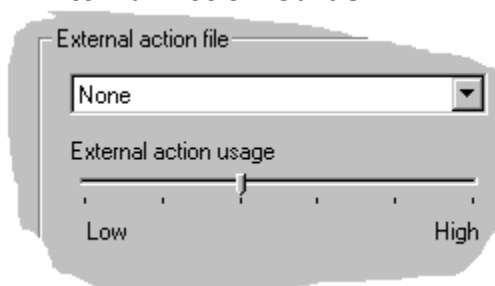 External action file
None
External action usage
Low High